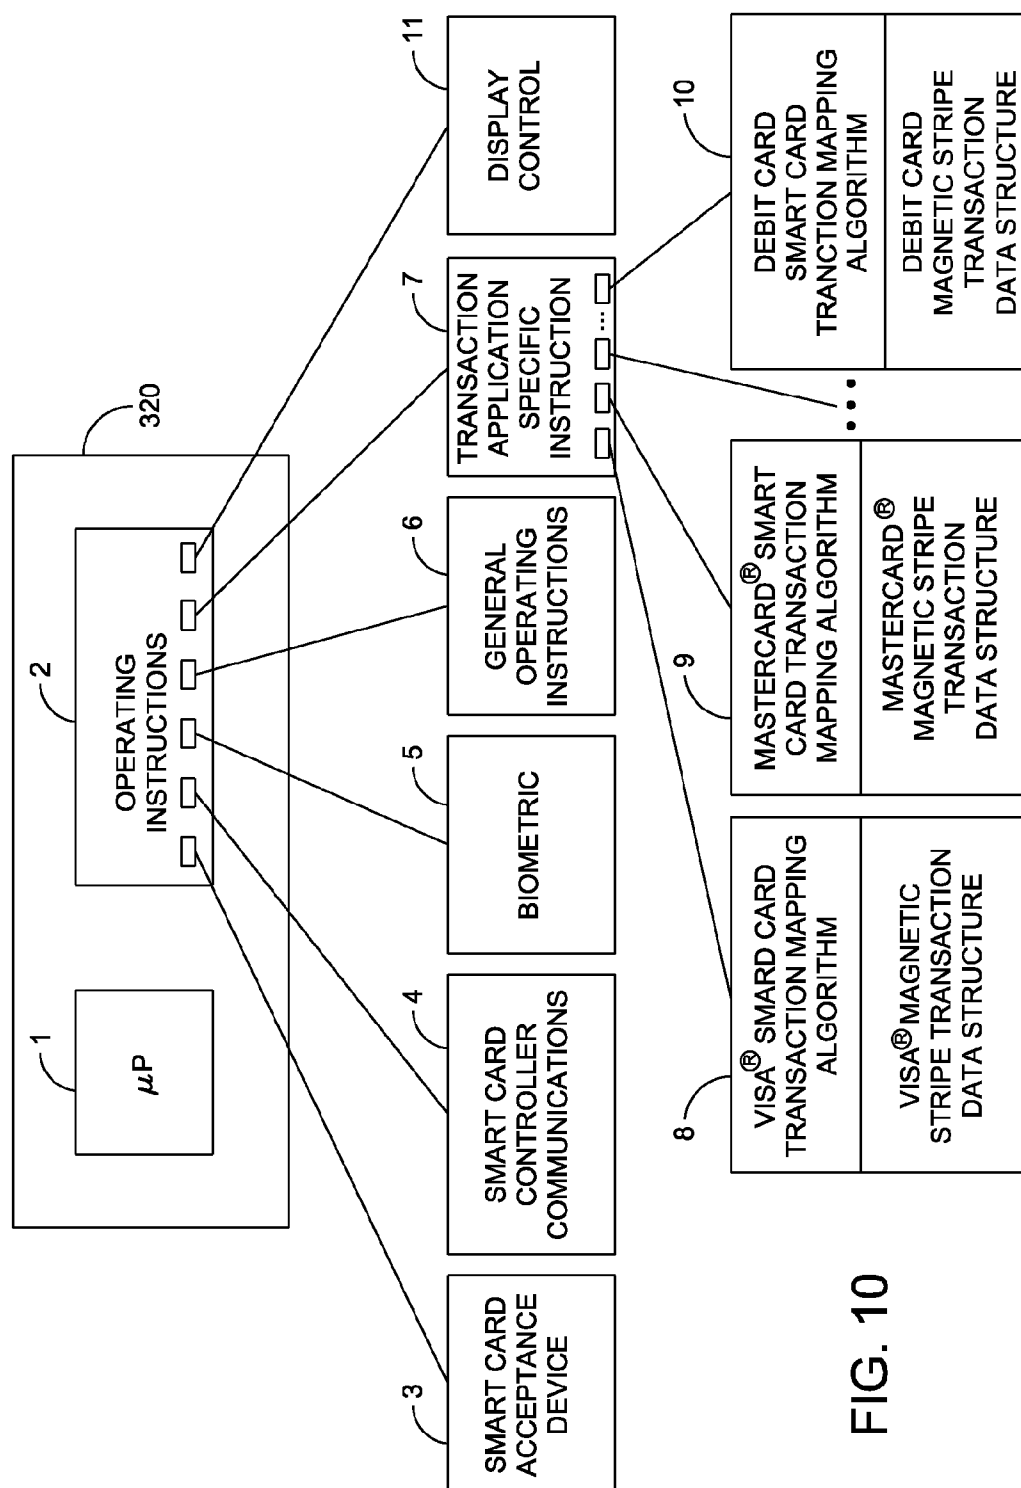 320
1
µP
2
OPERATING
INSTRUCTIONS
3
SMART CARD
ACCEPTANCE
DEVICE
4
SMART CARD
CONTROLLER
COMMUNICATIONS
5
BIOMETRIC
6
GENERAL
OPERATING
INSTRUCTIONS
7
TRANSACTION
APPLICATION
SPECIFIC
INSTRUCTION
...
11
DISPLAY
CONTROL
8
VISA® SMARD CARD
TRANSACTION MAPPING
ALGORITHM
VISA® MAGNETIC
STRIPE TRANSACTION
DATA STRUCTURE
9
MASTERCARD® SMART
CARD TRANSACTION
MAPPING ALGORITHM
MASTERCARD®
MAGNETIC STRIPE
TRANSACTION
DATA STRUCTURE
...
10
DEBIT CARD
SMART CARD
TRANCTION MAPPING
ALGORITHM
DEBIT CARD
MAGNETIC STRIPE
TRANSACTION
DATA STRUCTURE
FIG. 10